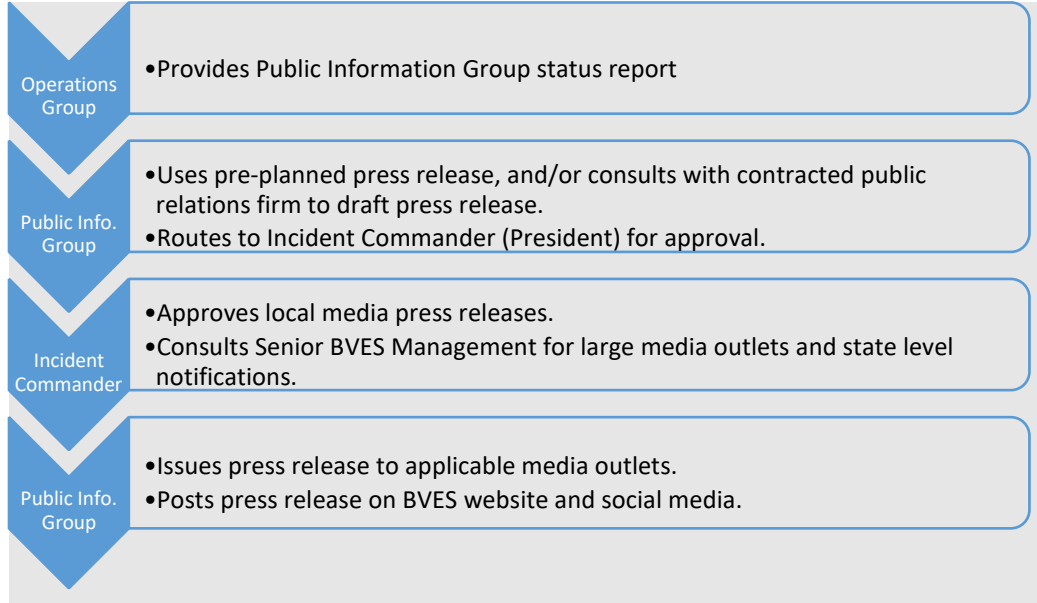 Operations
Group
•Provides Public Information Group status report
Public Info.
Group
•Uses pre-planned press release, and/or consults with contracted public
relations firm to draft press release.
•Routes to Incident Commander (President) for approval.
Incident
Commander
•Approves local media press releases.
•Consults Senior BVES Management for large media outlets and state level
notifications.
Public Info.
Group
•Issues press release to applicable media outlets.
•Posts press release on BVES website and social media.